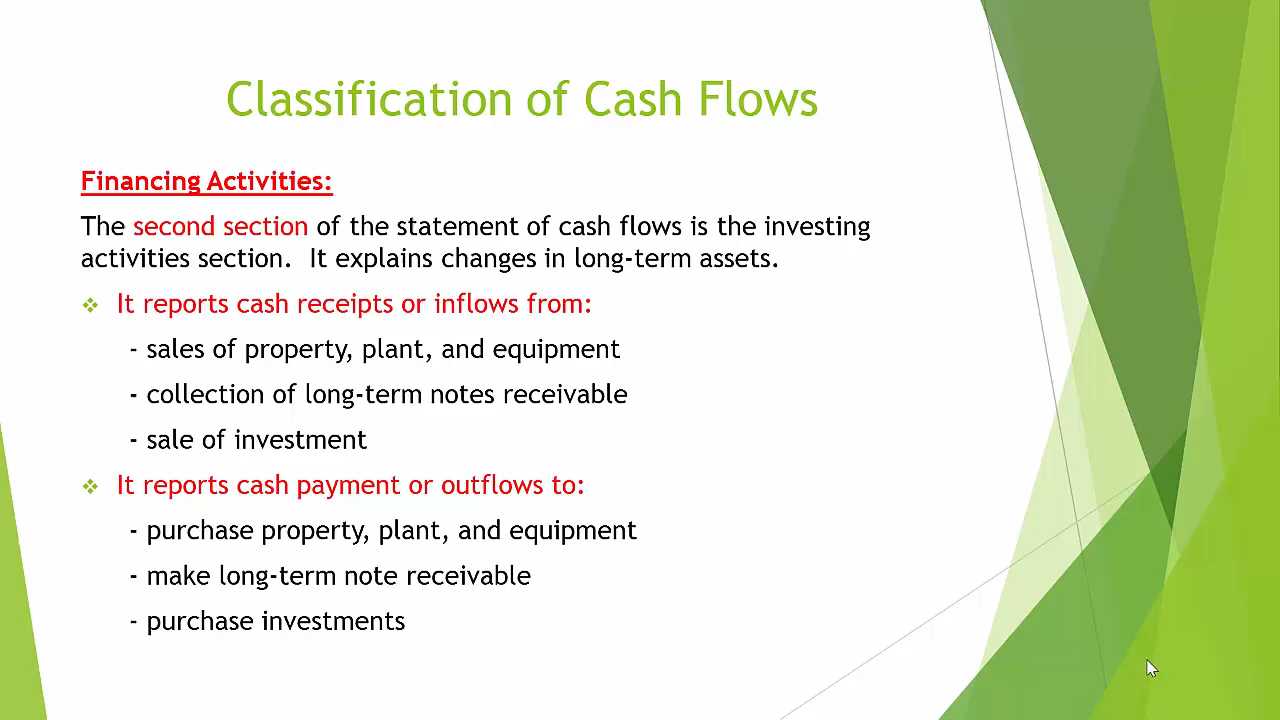 Classification of Cash Flows
Financing Activities:
The second section of the statement of cash flows is the investing
activities section.  It explains changes in long-term assets.
❖ It reports cash receipts or inflows from:
- sales of property, plant, and equipment
- collection of long-term notes receivable
- sale of investment
❖ It reports cash payment or outflows to:
- purchase property, plant, and equipment
- make long-term note receivable
- purchase investments